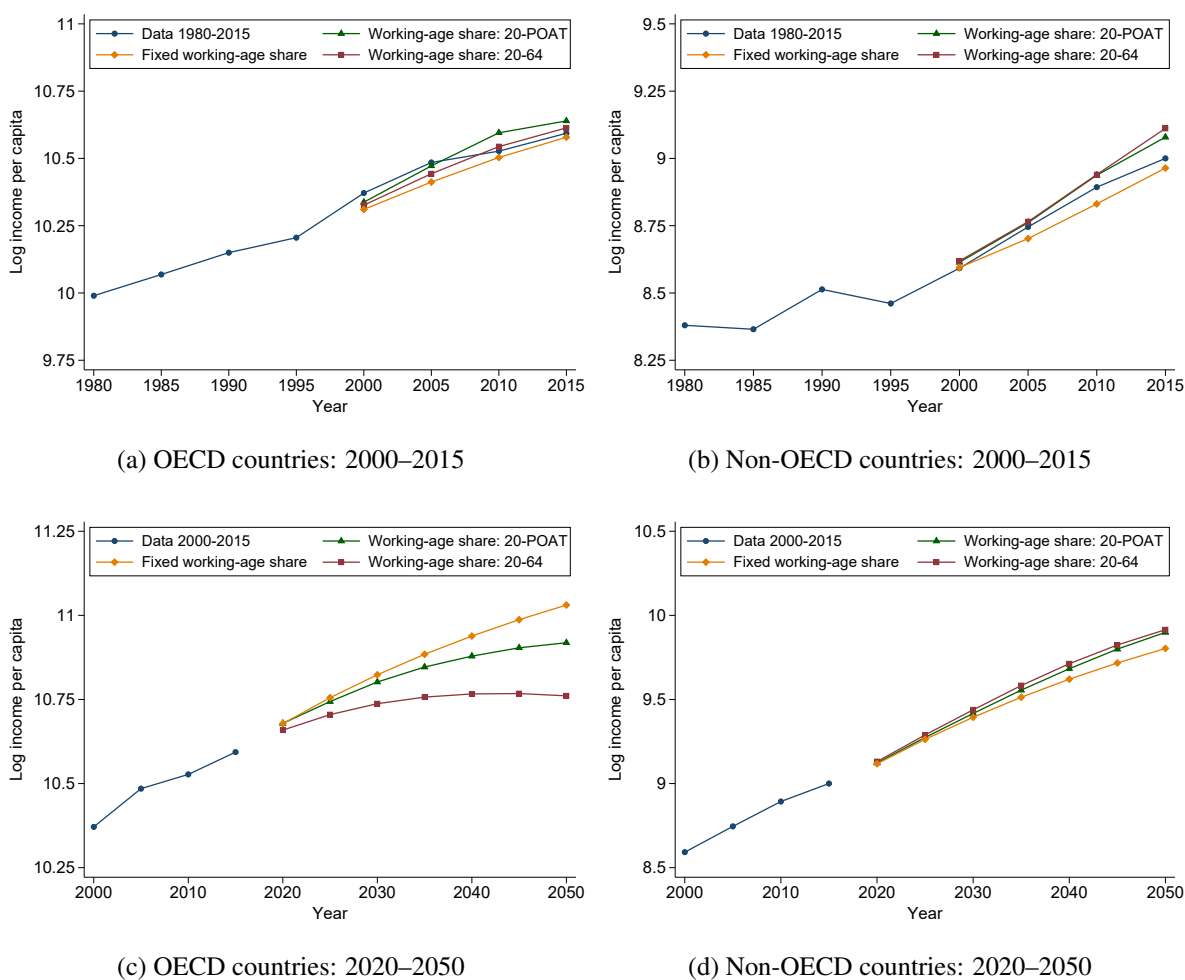 11
10.75
10.5
10.25
10
9.75
Log income per capita
Data 1980-2015
Working-age share: 20-POAT
Fixed working-age share
Working-age share: 20-64
1980 1985 1990 1995 2000 2005 2010 2015
Year
(a) OECD countries: 2000–2015
9.5
9.25
9
8.75
8.5
8.25
Log income per capita
Data 1980-2015
Working-age share: 20-POAT
Fixed working-age share
Working-age share: 20-64
1980 1985 1990 1995 2000 2005 2010 2015
Year
(b) Non-OECD countries: 2000–2015
11.25
11
10.75
10.5
10.25
Log income per capita
Data 2000-2015
Working-age share: 20-POAT
Fixed working-age share
Working-age share: 20-64
2000 2010 2020 2030 2040 2050
Year
(c) OECD countries: 2020–2050
10.5
10
9.5
9
8.5
Log income per capita
Data 2000-2015
Working-age share: 20-POAT
Fixed working-age share
Working-age share: 20-64
2000 2010 2020 2030 2040 2050
Year
(d) Non-OECD countries: 2020–2050